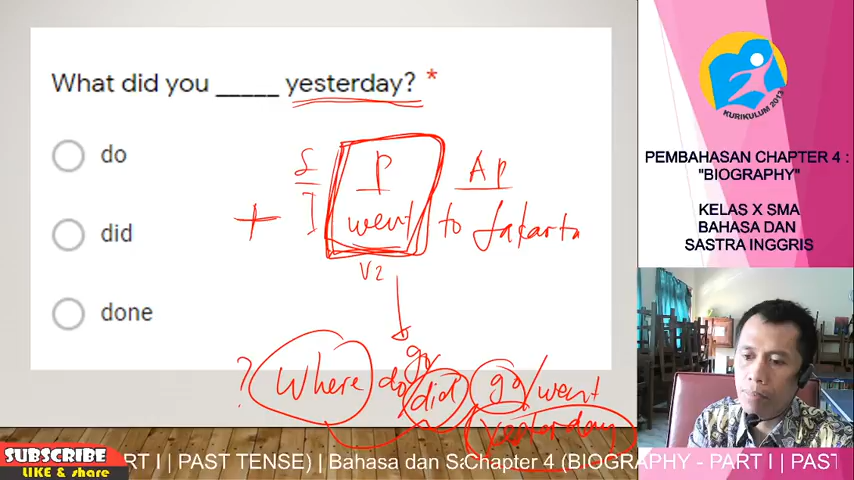 What did you _____ yesterday? *
do
did
done
S P Ap
+ I went to Jakarta
V2
go
? Where do/did go/went
yesterday
KURIKULUM 2013
PEMBAHASAN CHAPTER 4 :
"BIOGRAPHY"
KELAS X SMA
BAHASA DAN
SASTRA INGGRIS
SUBSCRIBE
LIKE & share
RT I | PAST TENSE) | Bahasa dan Sa
Chapter 4 (BIOGRAPHY - PART I | PAST